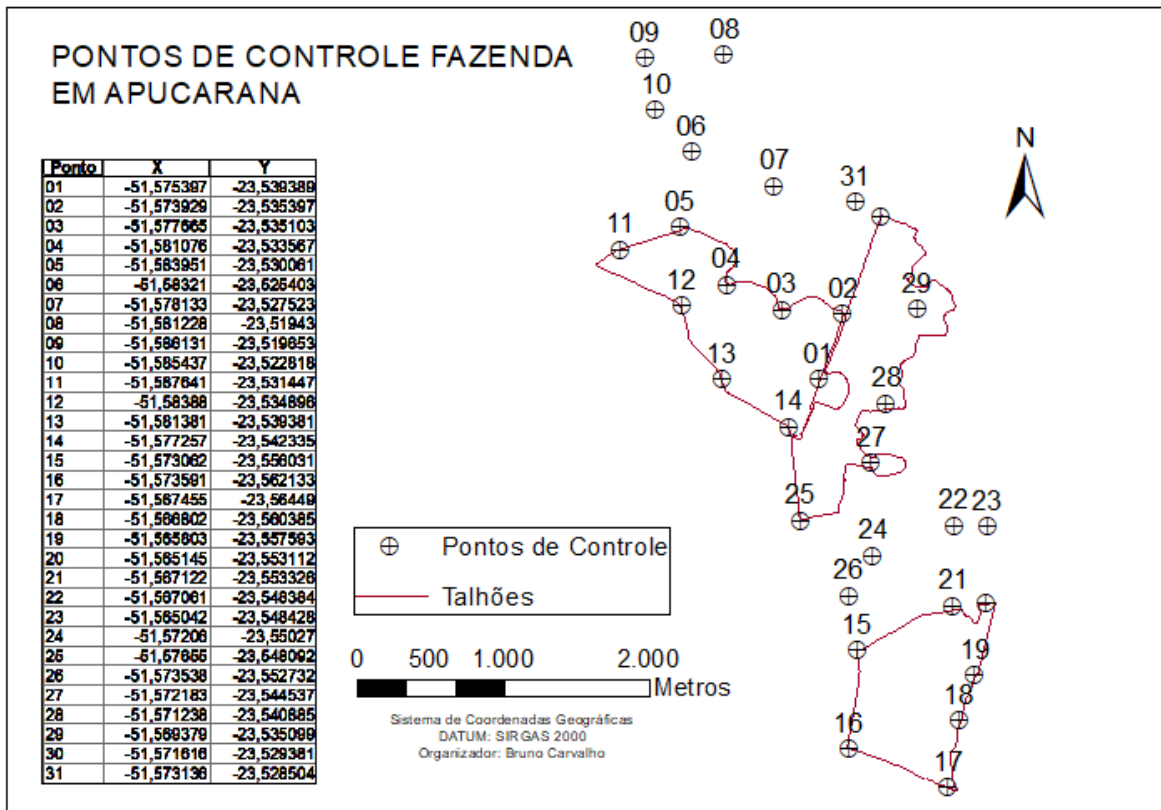 PONTOS DE CONTROLE FAZENDA
EM APUCARANA
Ponto X Y
01 -51,575397 -23,539389
02 -51,573929 -23,535397
03 -51,577665 -23,535103
04 -51,581076 -23,533567
05 -51,583951 -23,530061
06 -51,58321 -23,525403
07 -51,578133 -23,527523
08 -51,581228 -23,51943
09 -51,586131 -23,519653
10 -51,585437 -23,522818
11 -51,587641 -23,531447
12 -51,58388 -23,534896
13 -51,581381 -23,539381
14 -51,577257 -23,542335
15 -51,573062 -23,556031
16 -51,573591 -23,562133
17 -51,567455 -23,56449
18 -51,566802 -23,560385
19 -51,565803 -23,557593
20 -51,565145 -23,553112
21 -51,567122 -23,553326
22 -51,567061 -23,548384
23 -51,565042 -23,548428
24 -51,57206 -23,55027
25 -51,57655 -23,548092
26 -51,573538 -23,552732
27 -51,572183 -23,544537
28 -51,571238 -23,540885
29 -51,569379 -23,535099
30 -51,571616 -23,529381
31 -51,573136 -23,528504
09
08
10
06
07
31
N
05
11
04
03
02
29
12
13
01
28
14
27
25
22
23
24
26
21
15
19
18
16
17
Pontos de Controle
Talhões
0 500 1.000 2.000
Metros
Sistema de Coordenadas Geográficas
DATUM: SIRGAS 2000
Organizador: Bruno Carvalho